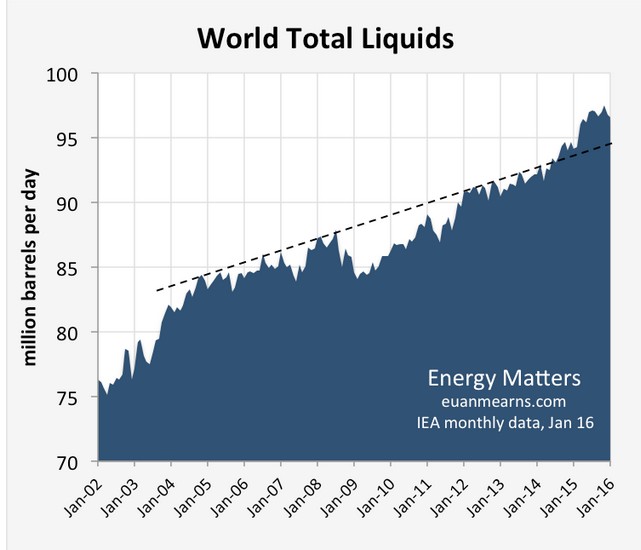 World Total Liquids
million barrels per day
100
95
90
85
80
75
70
Energy Matters
euanmearns.com
IEA monthly data, Jan 16
Jan-02
Jan-03
Jan-04
Jan-05
Jan-06
Jan-07
Jan-08
Jan-09
Jan-10
Jan-11
Jan-12
Jan-13
Jan-14
Jan-15
Jan-16